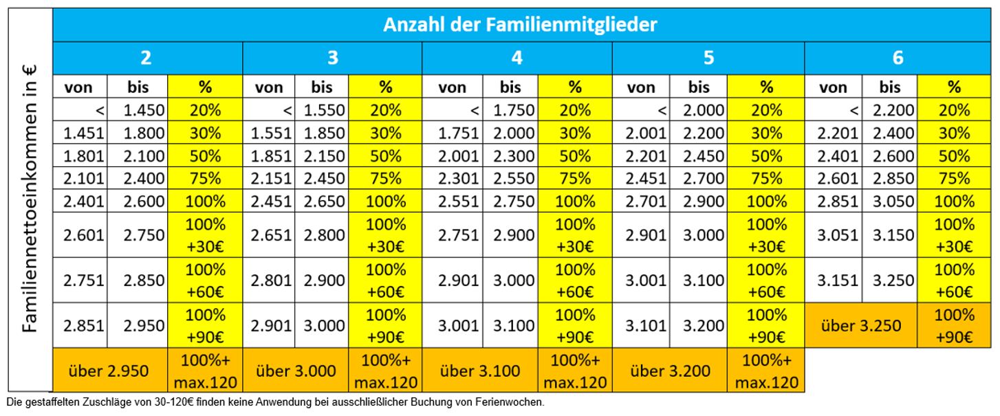 Familiennettoeinkommen in €
Anzahl der Familienmitglieder
2 3 4 5 6
von bis % von bis % von bis % von bis % von bis %
< 1.450 20% < 1.550 20% < 1.750 20% < 2.000 20% < 2.200 20%
1.451 1.800 30% 1.551 1.850 30% 1.751 2.000 30% 2.001 2.200 30% 2.201 2.400 30%
1.801 2.100 50% 1.851 2.150 50% 2.001 2.300 50% 2.201 2.450 50% 2.401 2.600 50%
2.101 2.400 75% 2.151 2.450 75% 2.301 2.550 75% 2.451 2.700 75% 2.601 2.850 75%
2.401 2.600 100% 2.451 2.650 100% 2.551 2.750 100% 2.701 2.900 100% 2.851 3.050 100%
2.601 2.750 100% +30€ 2.651 2.800 100% +30€ 2.751 2.900 100% +30€ 2.901 3.000 100% +30€ 3.051 3.150 100% +30€
2.751 2.850 100% +60€ 2.801 2.900 100% +60€ 2.901 3.000 100% +60€ 3.001 3.100 100% +60€ 3.151 3.250 100% +60€
2.851 2.950 100% +90€ 2.901 3.000 100% +90€ 3.001 3.100 100% +90€ 3.101 3.200 100% +90€ über 3.250 100% +90€
über 2.950 100%+ max.120 über 3.000 100%+ max.120 über 3.100 100%+ max.120 über 3.200 100%+ max.120
Die gestaffelten Zuschläge von 30-120€ finden keine Anwendung bei ausschließlicher Buchung von Ferienwochen.